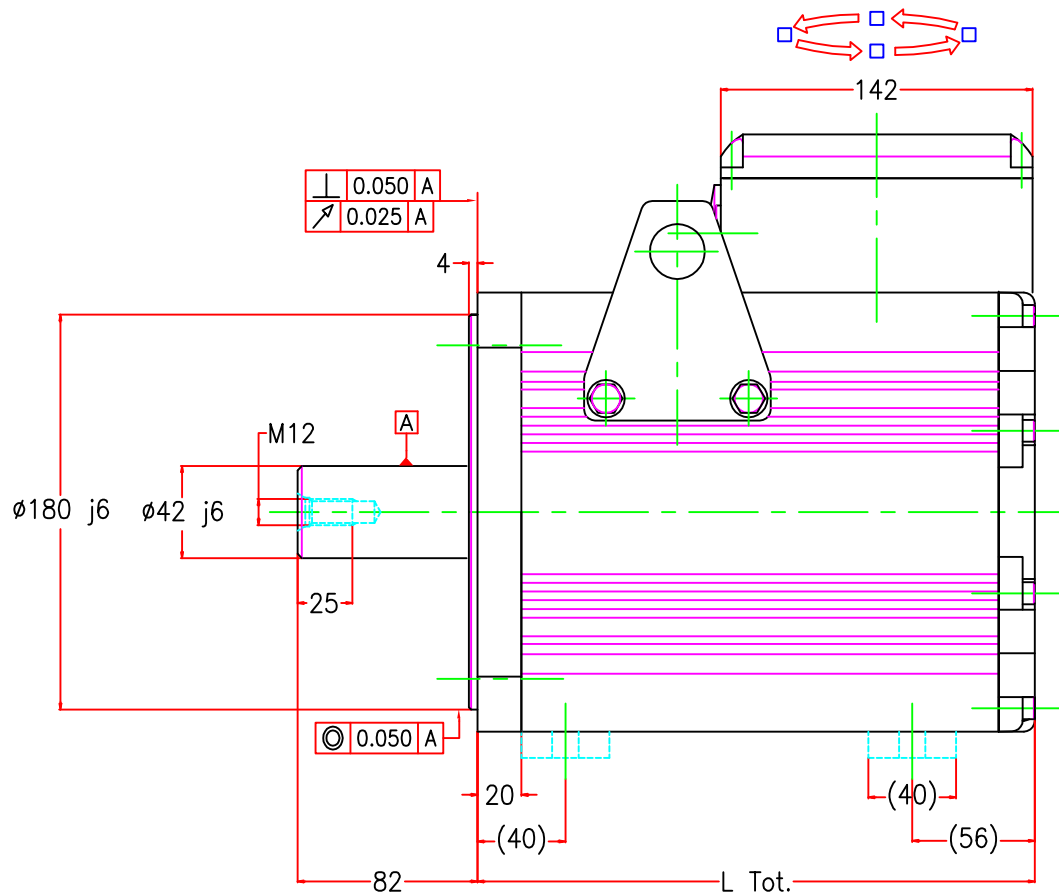 142
⊥ 0.050 A
↗ 0.025 A
4
A
M12
ø180 j6
ø42 j6
25
◎ 0.050 A
20
(40)
(40)
(56)
82
L Tot.